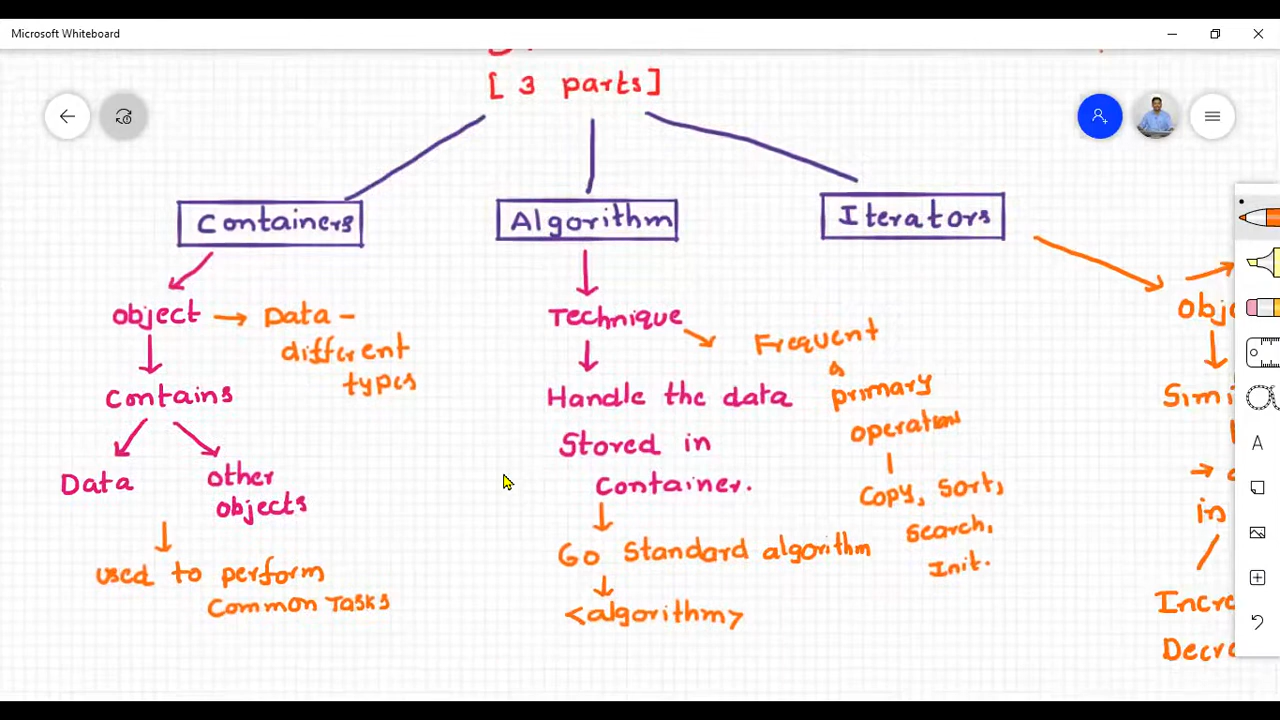 Microsoft Whiteboard
[ 3 parts]
Containers
Algorithm
Iterators
object → Data -
different
types
Contains
Data
other
objects
used to perform
Common Tasks
Technique
Handle the data
Stored in
Container.
Go Standard algorithm
<algorithm>
Frequent
&
primary
operation
Copy, Sort,
Search,
Init.
Obje
Simi
→
in
Incre
Decr
A